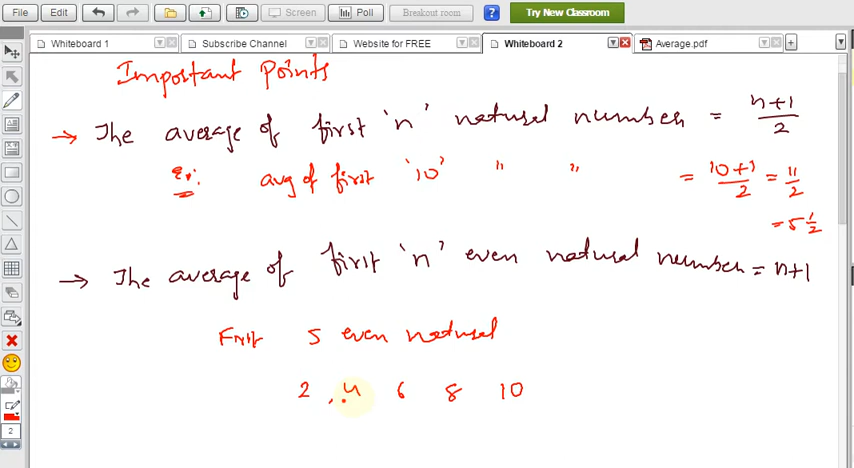 File Edit Screen Poll Breakout room ? Try New Classroom
Whiteboard 1 Subscribe Channel Website for FREE Whiteboard 2 Average.pdf
Important Points
→ The average of first 'n' natural number = n+1/2
Ex: avg of first '10' " " = 10+1/2 = 11/2
= 5 1/2
→ The average of first 'n' even natural number = n+1
First 5 even natural
2 , 4 6 8 10
2